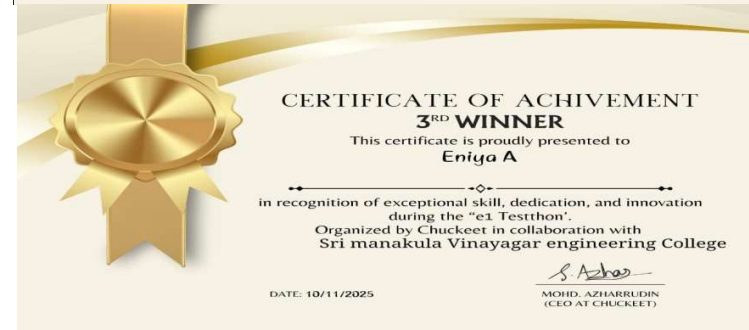 CERTIFICATE OF ACHIVEMENT
3RD WINNER
This certificate is proudly presented to
Eniya A
in recognition of exceptional skill, dedication, and innovation
during the "e1 Testthon'.
Organized by Chuckeet in collaboration with
Sri manakula Vinayagar engineering College
S. Azhar
DATE: 10/11/2025
MOHD. AZHARRUDIN
(CEO AT CHUCKEET)